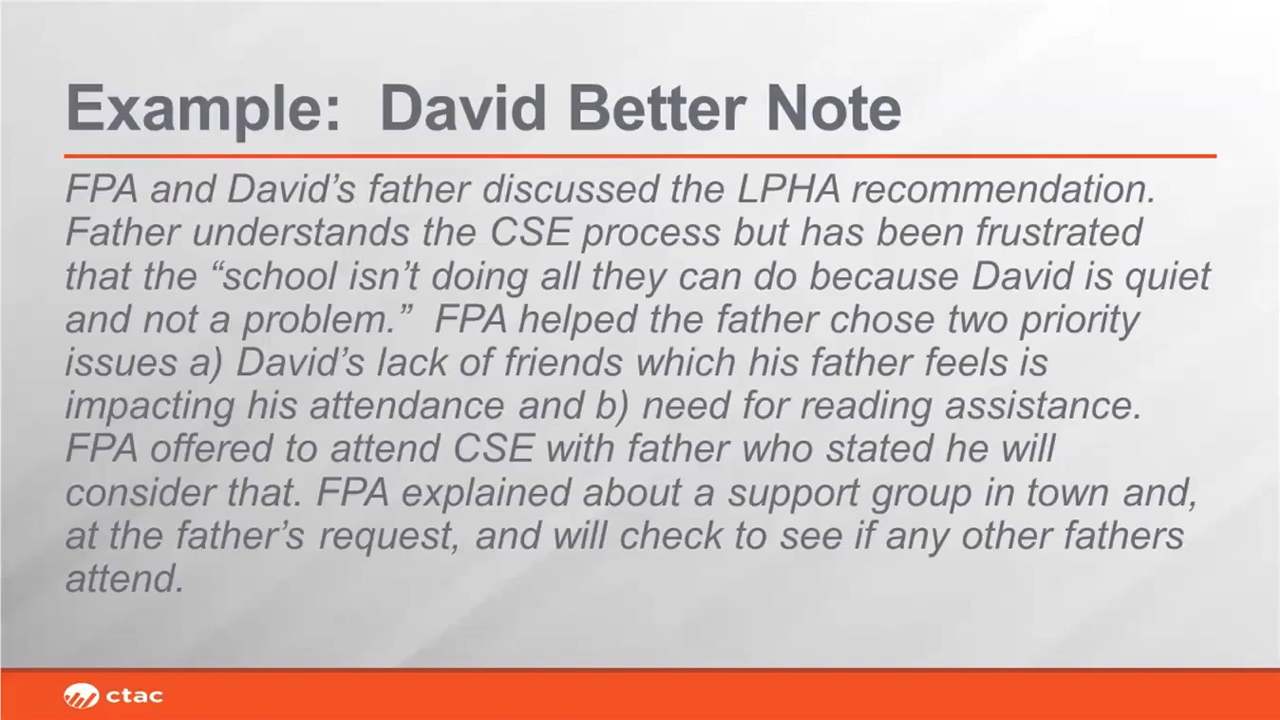 Example:  David Better Note
FPA and David’s father discussed the LPHA recommendation.
Father understands the CSE process but has been frustrated
that the “school isn’t doing all they can do because David is quiet
and not a problem.”  FPA helped the father chose two priority
issues a) David’s lack of friends which his father feels is
impacting his attendance and b) need for reading assistance.
FPA offered to attend CSE with father who stated he will
consider that. FPA explained about a support group in town and,
at the father’s request, and will check to see if any other fathers
attend.
ctac